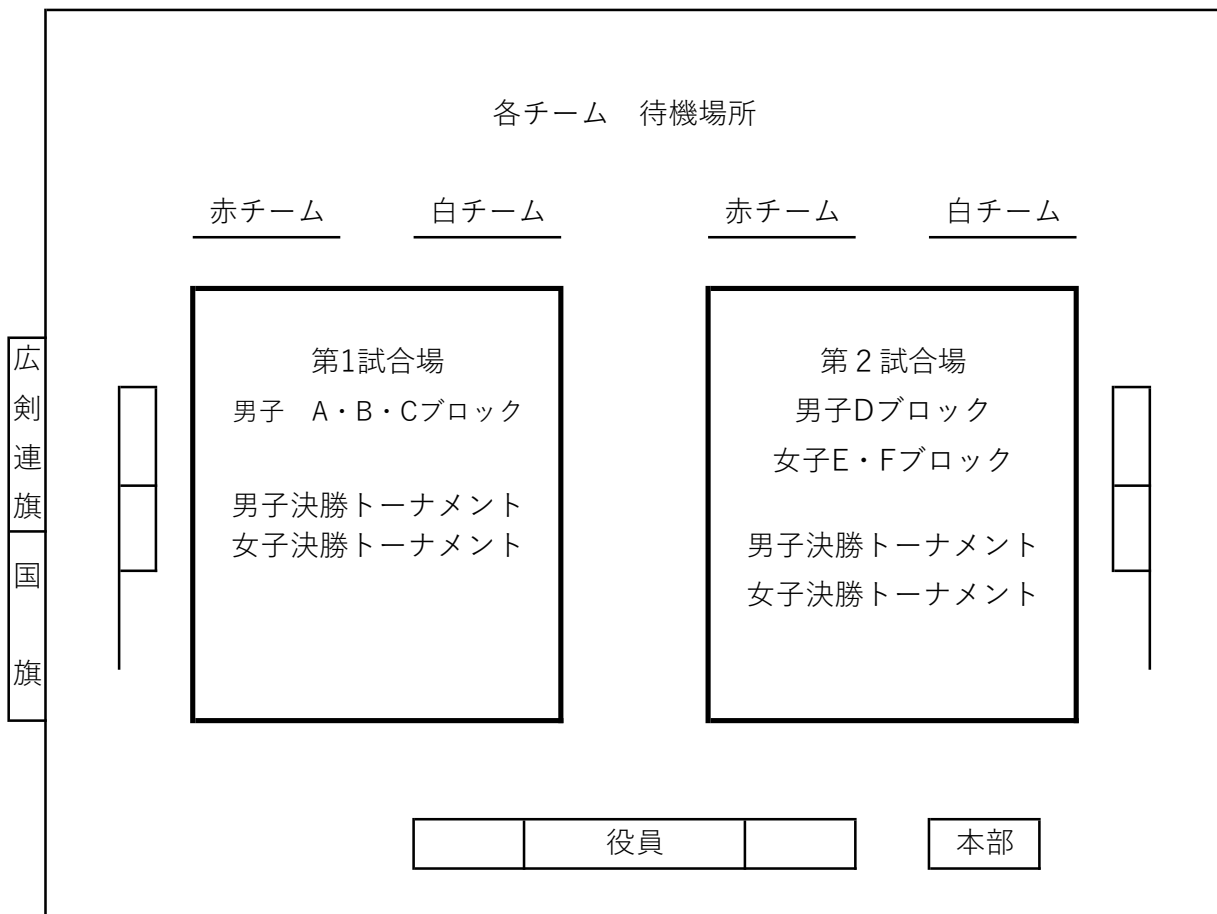 各チーム　待機場所
赤チーム　白チーム　赤チーム　白チーム
広剣連旗
国旗
第1試合場
男子　A・B・Cブロック
男子決勝トーナメント
女子決勝トーナメント
第２試合場
男子Dブロック
女子E・Fブロック
男子決勝トーナメント
女子決勝トーナメント
役員
本部